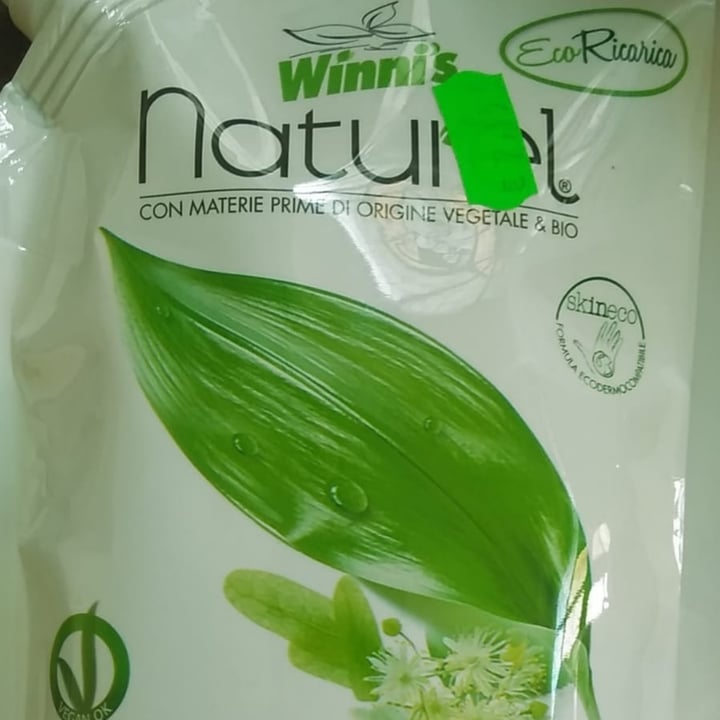 Winni's
EcoRicarica
naturel®
CON MATERIE PRIME DI ORIGINE VEGETALE & BIO
skineco
FORMULA ECODERMOCOMPATIBILE
VEGAN OK